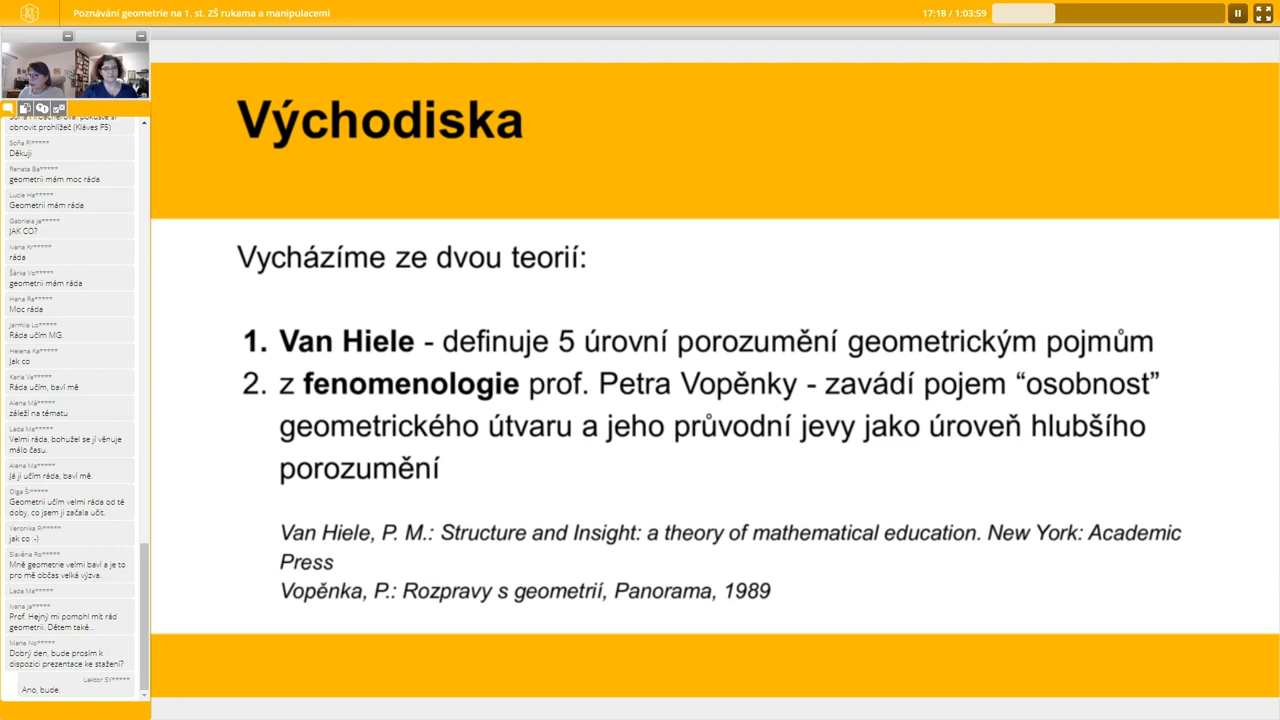 Poznávání geometrie na 1. st. ZŠ rukama a manipulacemi
17:18 / 1:03:59
obnovit prohlížeč (Kláves F5)
Soňa Fi*****
Děkuji
Renata Ba*****
geometrii mám moc ráda
Lucie Ha*****
Geometrii mám ráda
Gabriela Je*****
JAK CO?
Ivana Kr*****
ráda
Šárka Vo*****
geometrii mám ráda
Hana Ra*****
Moc ráda
Jarmila Lo*****
Ráda učím MG.
Helena Ka*****
Jak co
Karla Va*****
Ráda učím, baví mě
Alena Má*****
záleží na tématu
Lada Ma*****
Velmi ráda, bohužel se jí věnuje
málo času.
Alena Ma*****
Já ji učím ráda, baví mě.
Olga Ši*****
Geometrii učím velmi ráda od té
doby, co jsem ji začala učit.
Veronika Pl*****
jak co :-)
Slavěna Ro*****
Mně geometrie velmi baví a je to
pro mě občas velká výzva.
Lada Ma*****
Ivana Ja*****
Prof. Hejný mi pomohl mít rád
geometrii. Dětem také...
Marie No*****
Dobrý den, bude prosím k
dispozici prezentace ke stažení?
Lektor SY*****
Ano, bude.
Východiska
Vycházíme ze dvou teorií:
1. Van Hiele - definuje 5 úrovní porozumění geometrickým pojmům
2. z fenomenologie prof. Petra Vopěnky - zavádí pojem “osobnost”
geometrického útvaru a jeho průvodní jevy jako úroveň hlubšího
porozumění
Van Hiele, P. M.: Structure and Insight: a theory of mathematical education. New York: Academic
Press
Vopěnka, P.: Rozpravy s geometrií, Panorama, 1989